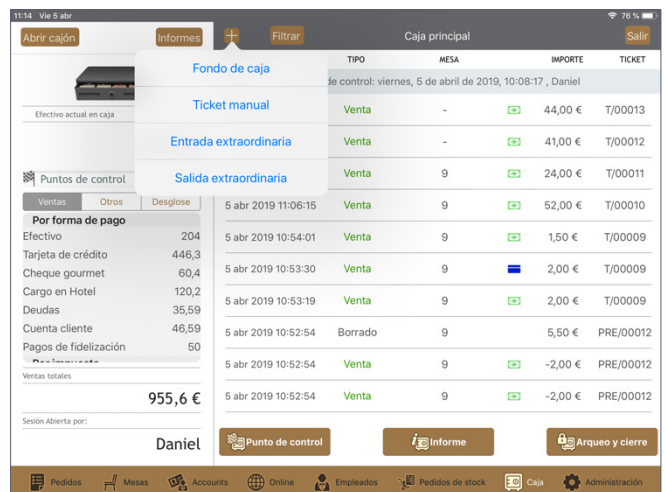 11:14 Vie 5 abr 76 %
Abrir cajón Informes + Filtrar Caja principal Salir
TIPO MESA IMPORTE TICKET
Fondo de caja
Ticket manual
Entrada extraordinaria
Salida extraordinaria
de control: viernes, 5 de abril de 2019, 10:08:17 , Daniel
Efectivo actual en caja
Puntos de control
Ventas Otros Desglose
Por forma de pago
Efectivo 204
Tarjeta de crédito 446,3
Cheque gourmet 60,4
Cargo en Hotel 120,2
Deudas 35,59
Cuenta cliente 46,59
Pagos de fidelización 50
Por impuesto
Ventas totales
955,6 €
Sesión Abierta por:
Daniel
Venta - 44,00 € T/00013
Venta - 41,00 € T/00012
Venta 9 24,00 € T/00011
5 abr 2019 11:06:15 Venta 9 52,00 € T/00010
5 abr 2019 10:54:01 Venta 9 1,50 € T/00009
5 abr 2019 10:53:30 Venta 9 2,00 € T/00009
5 abr 2019 10:53:19 Venta 9 2,00 € T/00009
5 abr 2019 10:52:54 Borrado 9 5,50 € PRE/00012
5 abr 2019 10:52:54 Venta 9 -2,00 € PRE/00012
5 abr 2019 10:52:54 Venta 9 -2,00 € PRE/00012
Punto de control Informe Arqueo y cierre
Pedidos Mesas Accounts Online Empleados Pedidos de stock Caja Administración